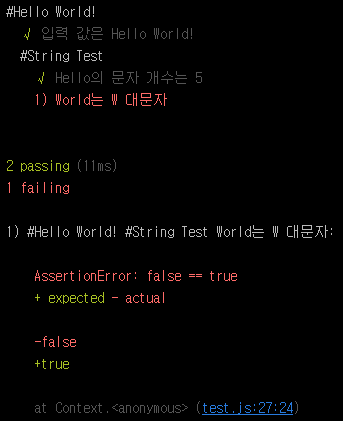 #Hello World!
√ 입력 값은 Hello World!
#String Test
√ Hello의 문자 개수는 5
1) World는 W 대문자
2 passing (11ms)
1 failing
1) #Hello World! #String Test World는 W 대문자:
AssertionError: false == true
+ expected - actual
-false
+true
at Context.<anonymous> (test.js:27:24)